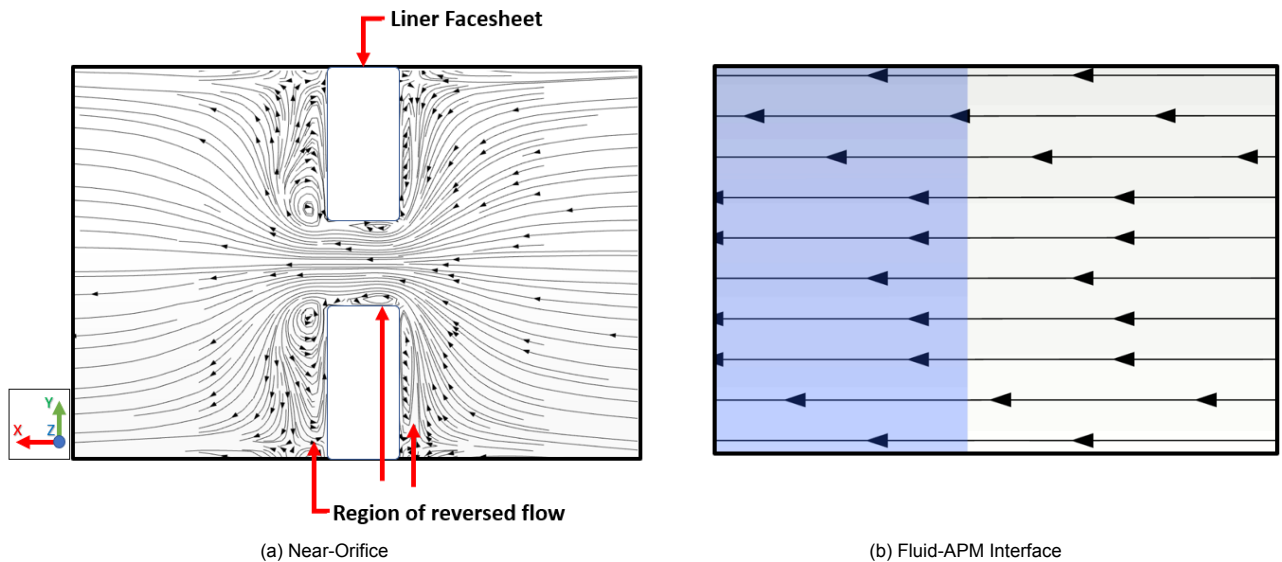 Liner Facesheet
Y
X
Z
Region of reversed flow
(a) Near-Orifice
(b) Fluid-APM Interface